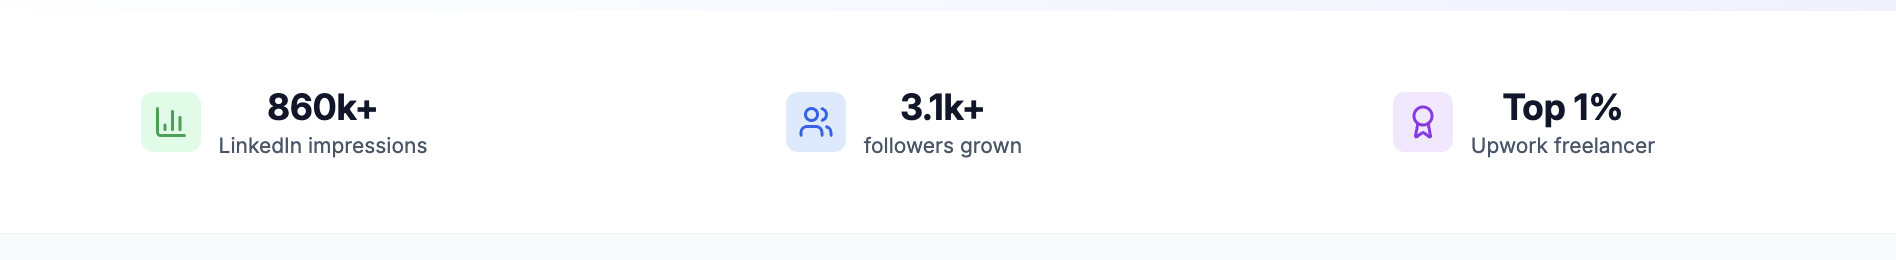 860k+
LinkedIn impressions
3.1k+
followers grown
Top 1%
Upwork freelancer